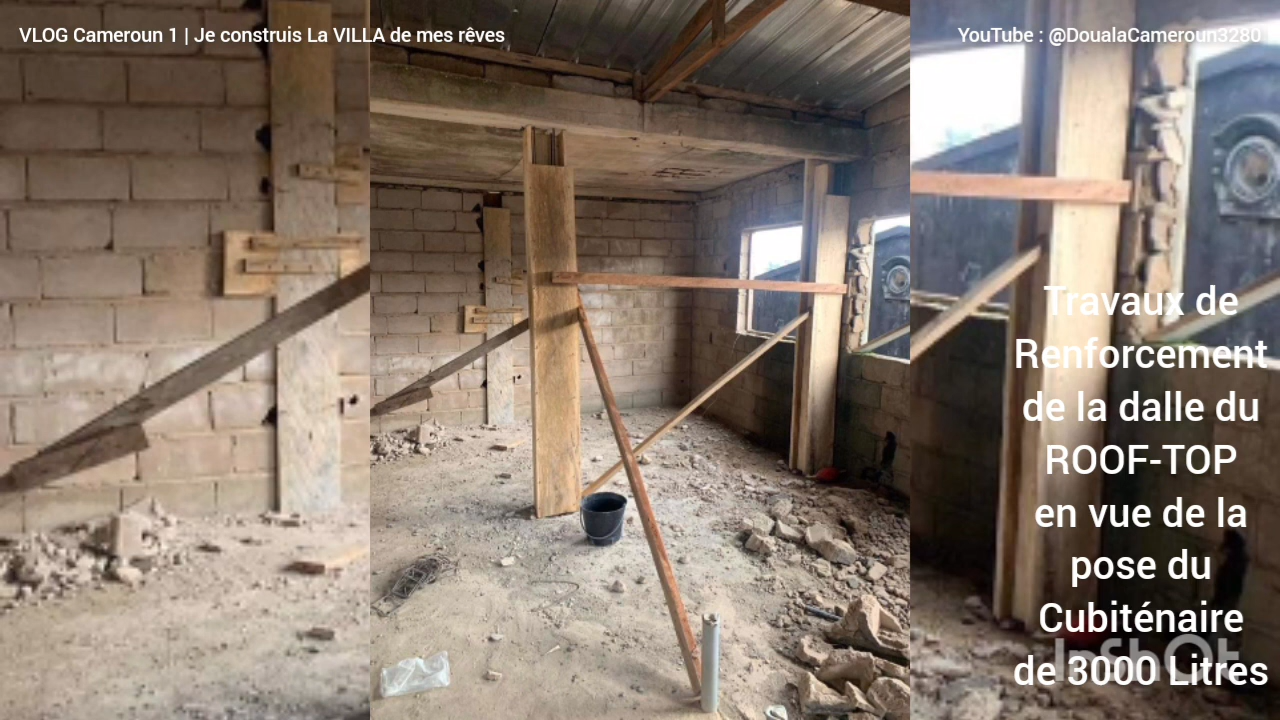 VLOG Cameroun 1 | Je construis La VILLA de mes rêves
YouTube : @DoualaCameroun3280
Travaux de
Renforcement
de la dalle du
ROOF-TOP
en vue de la
pose du
Cubiténaire
de 3000 Litres
InShOt